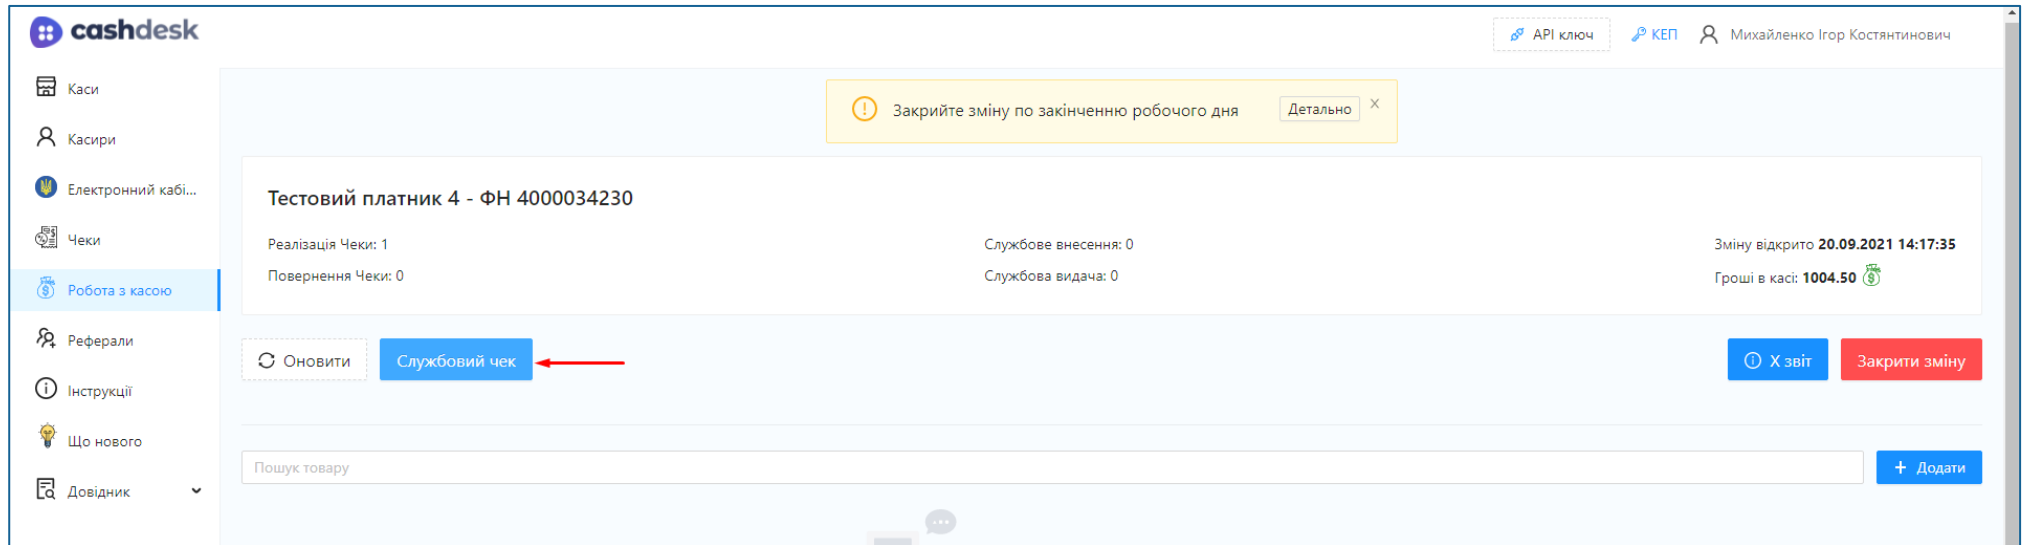 cashdesk
API ключ
КЕП
Михайленко Ігор Костянтинович
Каси
Касири
Електронний кабі...
Чеки
Робота з касою
Реферали
Інструкції
Що нового
Довідник
Закрийте зміну по закінченню робочого дня
Детально
Тестовий платник 4 - ФН 4000034230
Реалізація Чеки: 1
Службове внесення: 0
Зміну відкрито 20.09.2021 14:17:35
Повернення Чеки: 0
Службова видача: 0
Гроші в касі: 1004.50
Оновити
Службовий чек
X звіт
Закрити зміну
Пошук товару
+ Додати